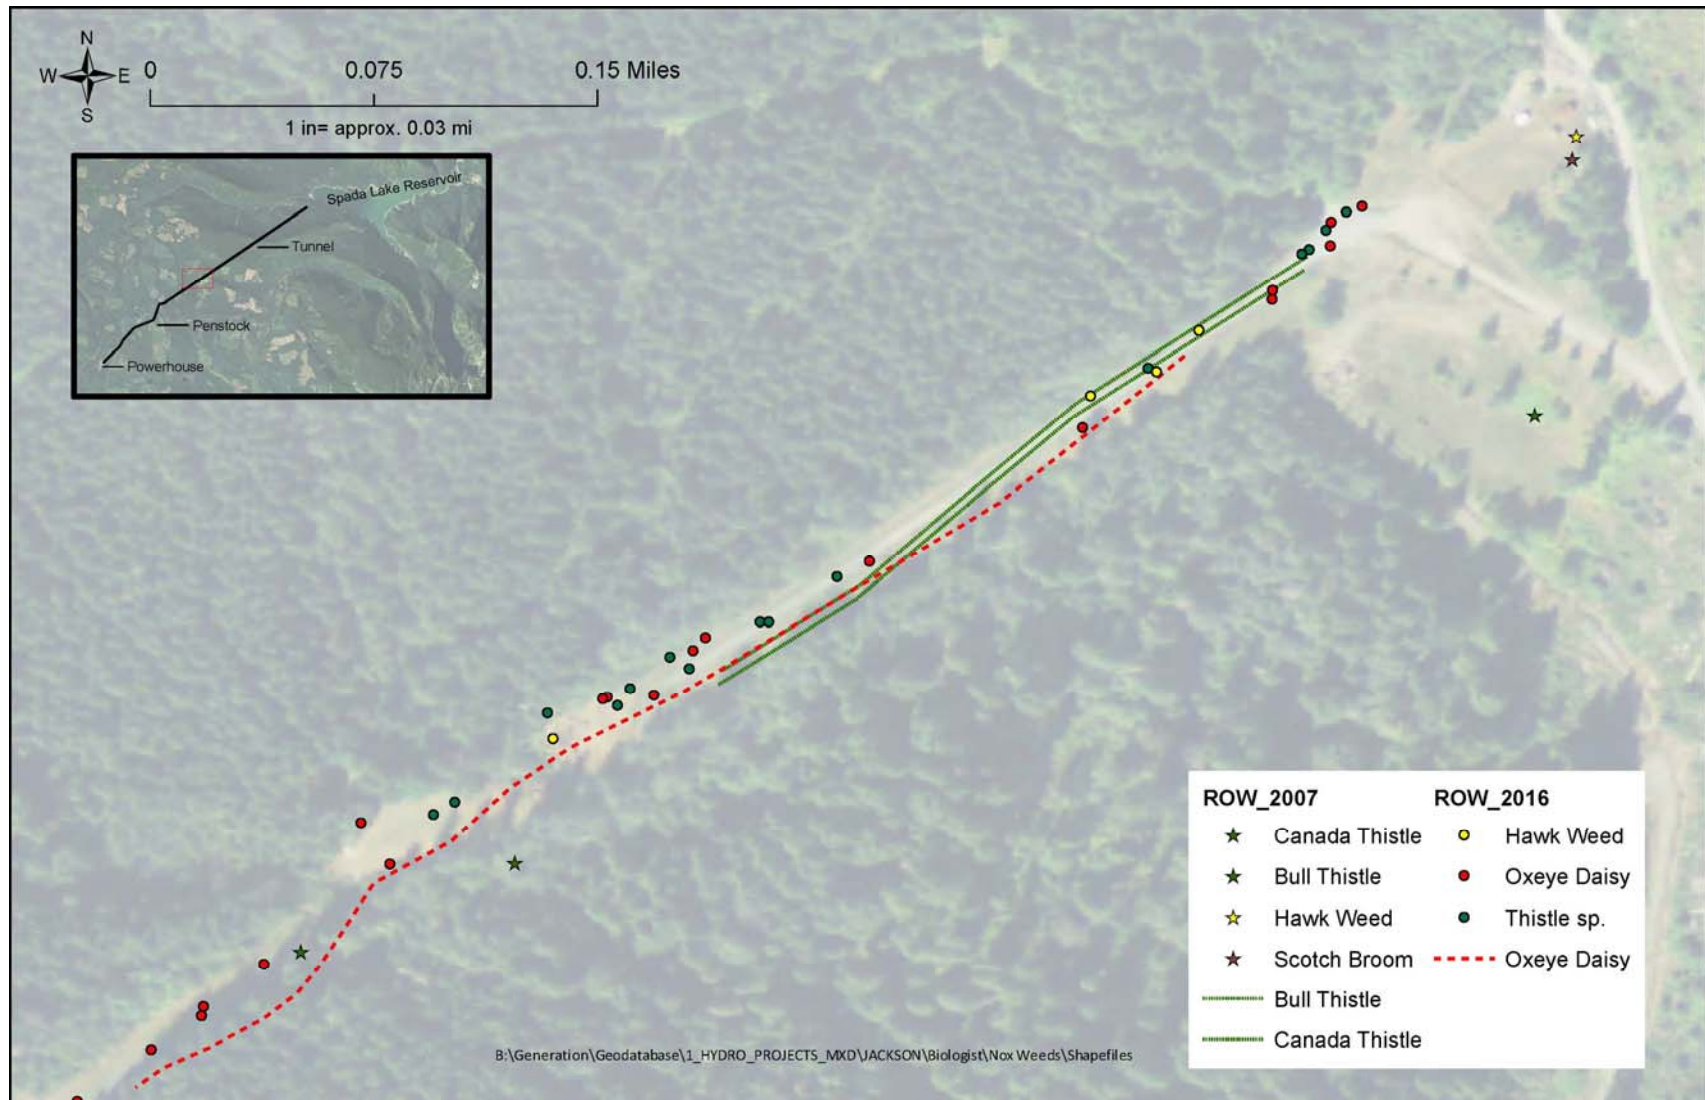 N
W E
S
0 0.075 0.15 Miles
1 in= approx. 0.03 mi
Spada Lake Reservoir
Tunnel
Penstock
Powerhouse
ROW_2007 ROW_2016
Canada Thistle Hawk Weed
Bull Thistle Oxeye Daisy
Hawk Weed Thistle sp.
Scotch Broom Oxeye Daisy
Bull Thistle
Canada Thistle
B:\Generation\Geodatabase\1_HYDRO_PROJECTS_MXD\JACKSON\Biologist\Nox Weeds\Shapefiles